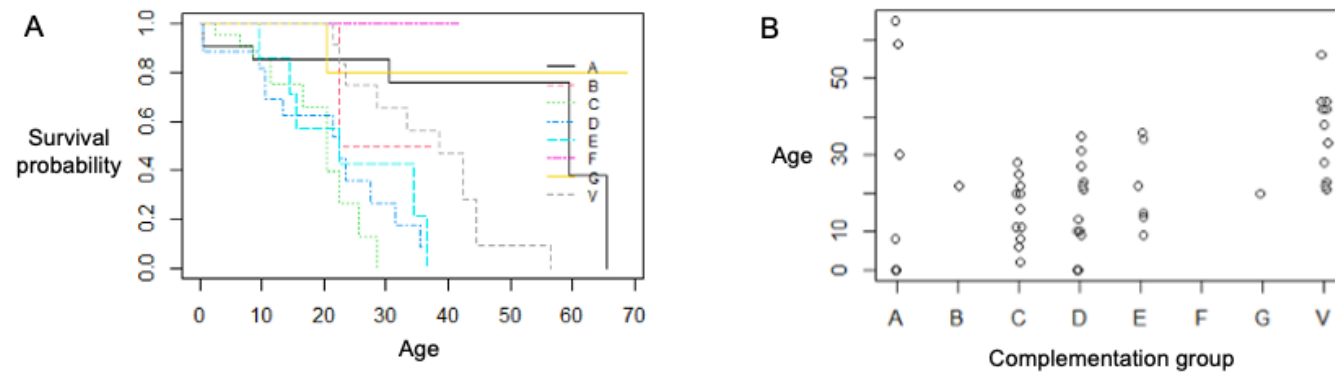 A
Survival
probability
0.0 0.2 0.4 0.6 0.8 1.0
A
B
C
D
E
F
G
V
0 10 20 30 40 50 60 70
Age
B
Age
0 10 30 50
A B C D E F G V
Complementation group